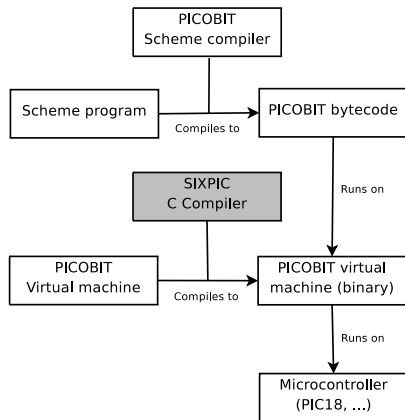 PICOBIT
Scheme compiler
Scheme program
Compiles to
PICOBIT bytecode
SIXPIC
C Compiler
Runs on
PICOBIT
Virtual machine
Compiles to
PICOBIT virtual
machine (binary)
Runs on
Microcontroller
(PIC18, ...)